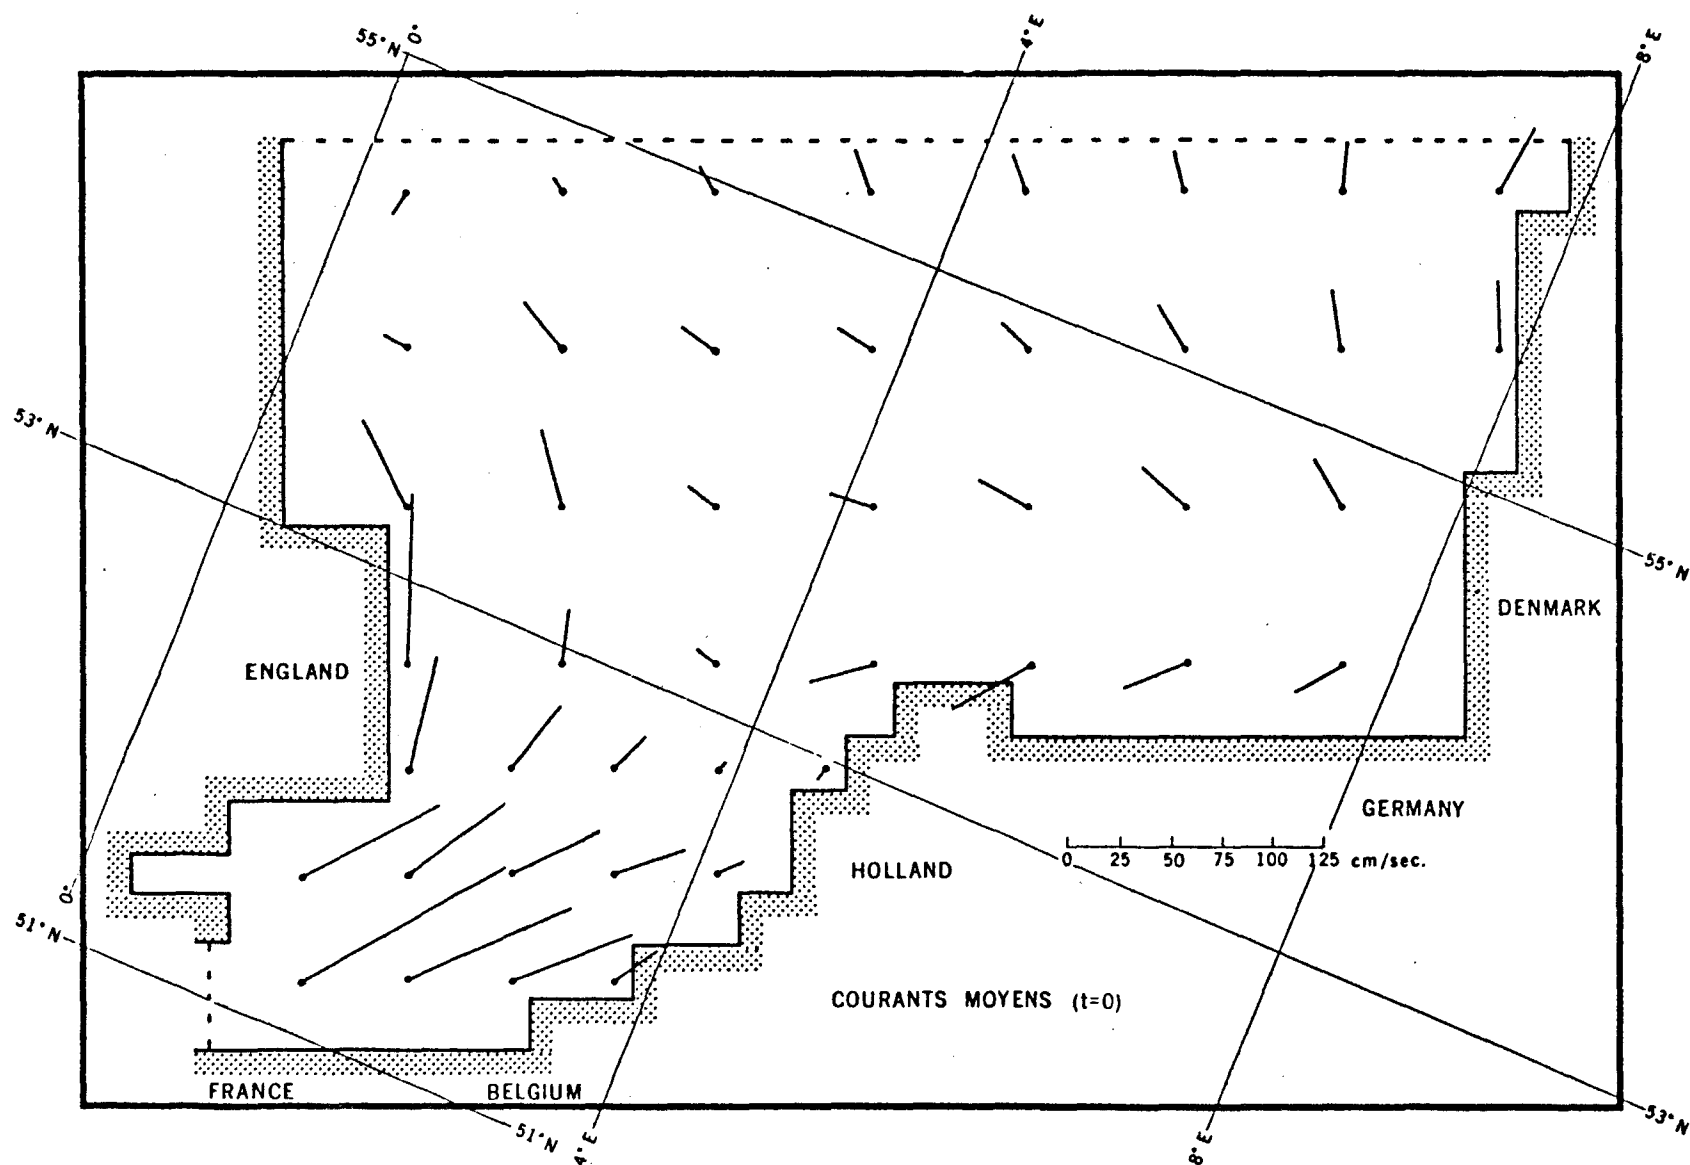 55°N 0° 4°E 8°E
53°N
55°N
DENMARK
ENGLAND
GERMANY
0 25 50 75 100 125 cm/sec.
HOLLAND
0°
51°N
COURANTS MOYENS (t=0)
FRANCE BELGIUM
51°N 4°E 8°E 53°N